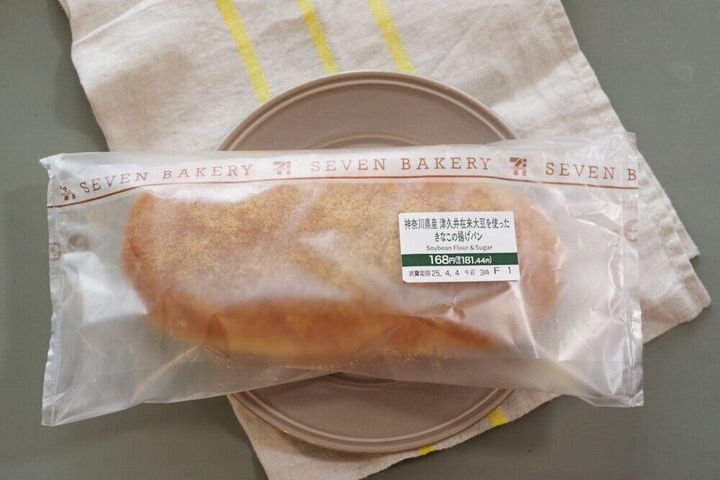 SEVEN BAKERY SEVEN BAKERY SEVEN BAKERY
神奈川県産 津久井在来大豆を使った
きなこの揚げパン
Soybean Flour & Sugar
168円(税込181.44円)
消費期限25. 4. 4 午前 3時 F 1